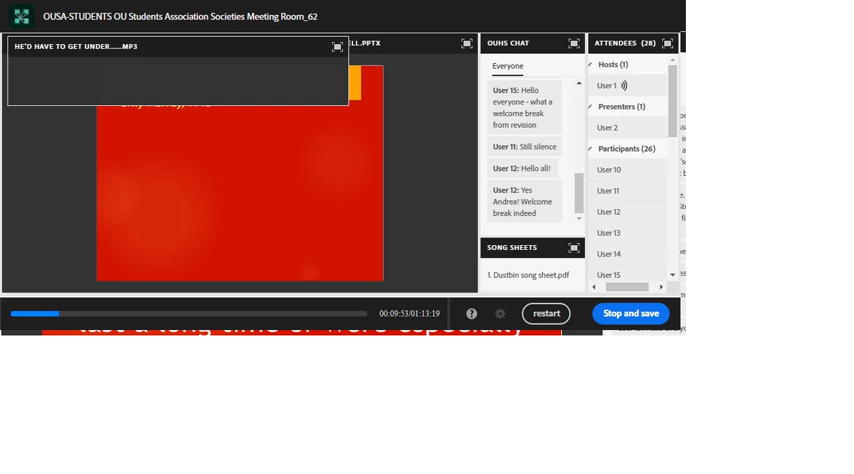 OUSA-STUDENTS OU Students Association Societies Meeting Room_62
HE'D HAVE TO GET UNDER......MP3
ELL.PPTX
OUHS CHAT
Everyone
User 15: Hello
everyone - what a
welcome break
from revision
User 11: Still silence
User 12: Hello all!
User 12: Yes
Andrea! Welcome
break indeed
SONG SHEETS
1. Dustbin song sheet.pdf
ATTENDEES (28)
Hosts (1)
User 1
Presenters (1)
User 2
Participants (26)
User 10
User 11
User 12
User 13
User 14
User 15
00:09:53/01:13:19
restart
Stop and save